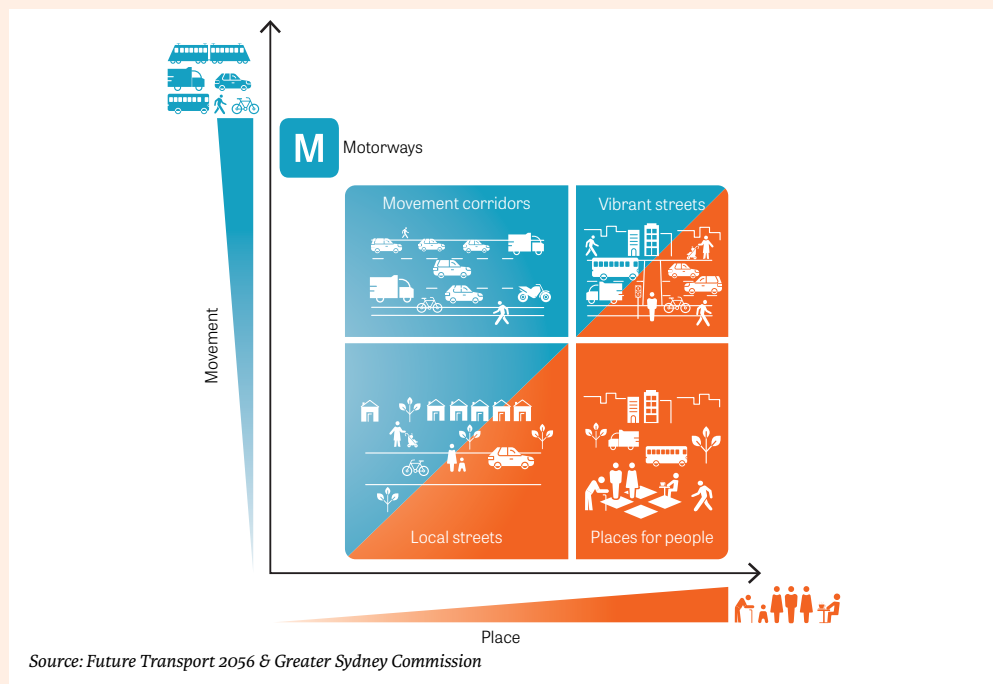 M
Motorways
Movement corridors
Vibrant streets
Movement
Local streets
Places for people
Place
Source: Future Transport 2056 & Greater Sydney Commission